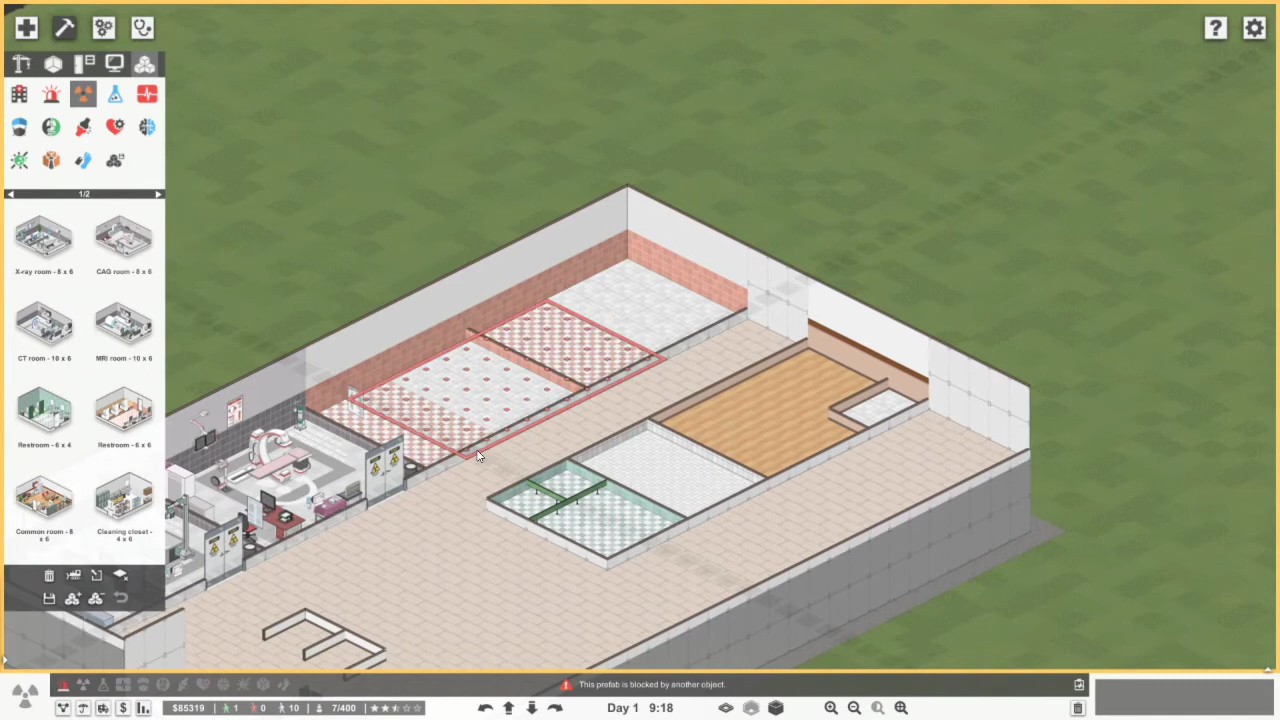 ?
1/2
X-ray room - 8 x 6
CAG room - 8 x 6
CT room - 10 x 6
MRI room - 10 x 6
Restroom - 6 x 4
Restroom - 6 x 6
Common room - 8 x 6
Cleaning closet - 4 x 6
This prefab is blocked by another object.
$
$85319
1
0
10
7/400
Day 1 9:18